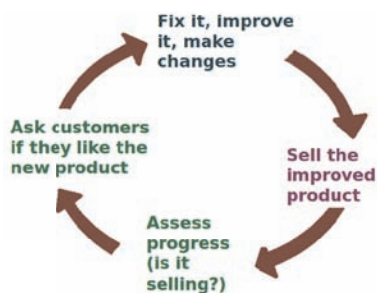 Fix it, improve
it, make
changes
Sell the
improved
product
Assess
progress
(is it
selling?)
Ask customers
if they like the
new product